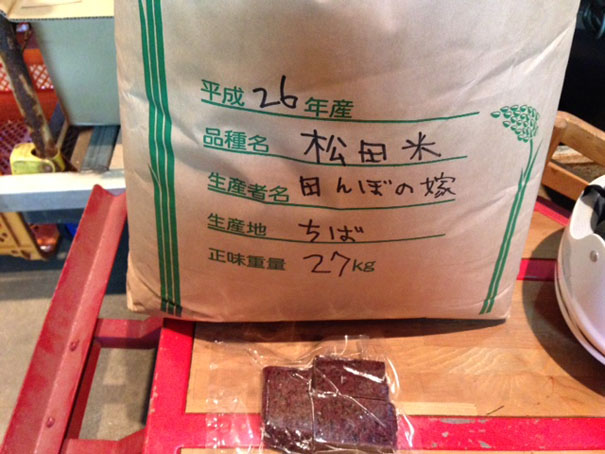 平成26年産
品種名 松田米
生産者名 田んぼの嫁
生産地 ちば
正味重量 27kg